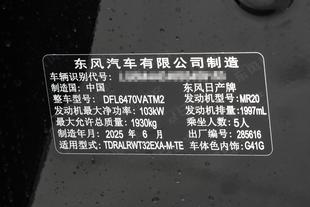 东风汽车有限公司制造
车辆识别代号：
制造国：中国 东风日产牌
整车型号：DFL6470VATM2 发动机型号：MR20
发动机最大净功率：103kW 发动机排量：1997mL
最大允许总质量：1930kg 乘坐人数：5人
制造年月：2025 年 6 月 出厂编号：285616
适用型式：TDRALRWT32EXA-M-TE 车体色内饰：G41G